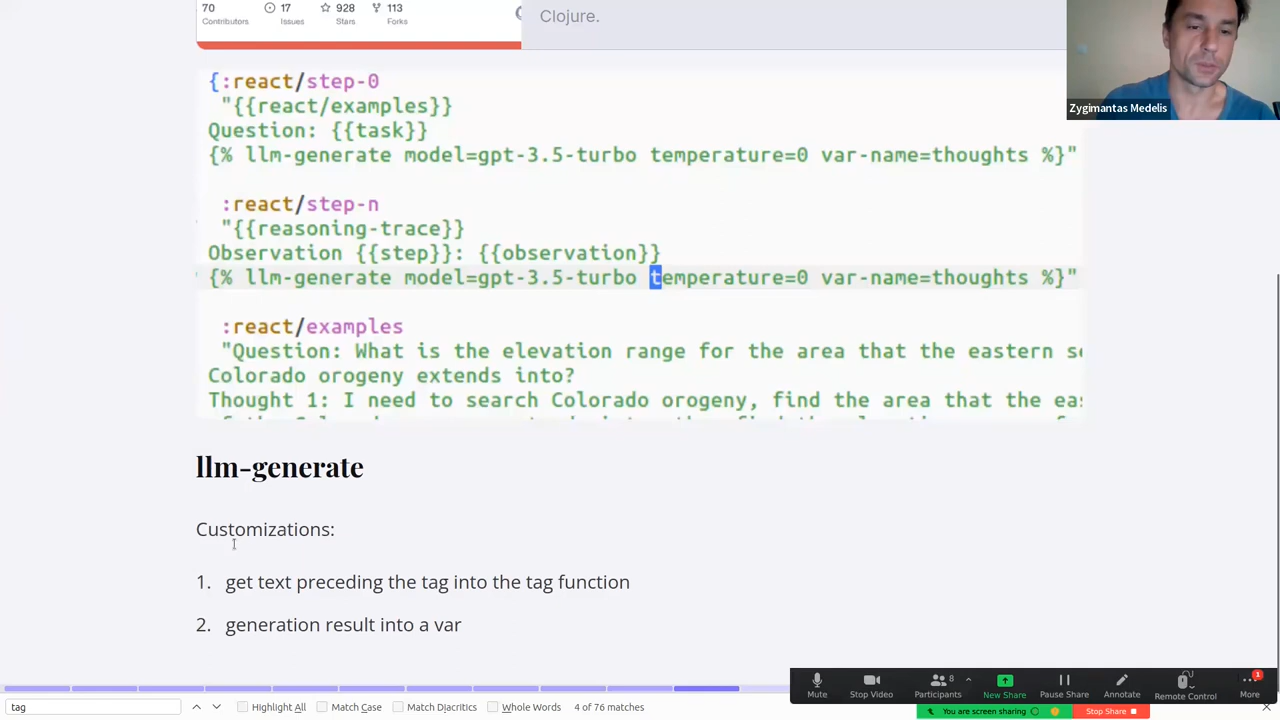 70
Contributors
17
Issues
928
Stars
113
Forks
Clojure.
Zygimantas Medelis
{:react/step-0
"{{react/examples}}
Question: {{task}}
{% llm-generate model=gpt-3.5-turbo temperature=0 var-name=thoughts %}"
:react/step-n
"{{reasoning-trace}}
Observation {{step}}: {{observation}}
{% llm-generate model=gpt-3.5-turbo temperature=0 var-name=thoughts %}"
:react/examples
"Question: What is the elevation range for the area that the eastern se
Colorado orogeny extends into?
Thought 1: I need to search Colorado orogeny, find the area that the eas
llm-generate
Customizations:
1. get text preceding the tag into the tag function
2. generation result into a var
Mute
Stop Video
Participants
8
New Share
Pause Share
Annotate
Remote Control
More
1
You are screen sharing
Stop Share
tag
Highlight All
Match Case
Match Diacritics
Whole Words
4 of 76 matches